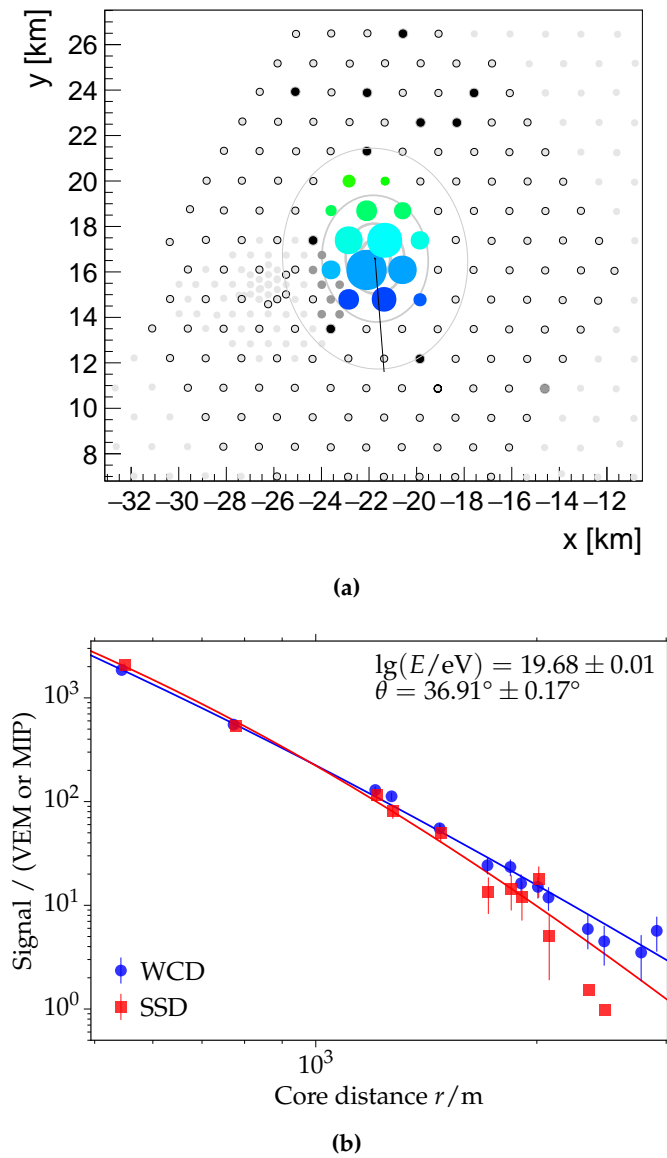 y [km]
26
24
22
20
18
16
14
12
10
8
−32 −30 −28 −26 −24 −22 −20 −18 −16 −14 −12
x [km]
(a)
lg(E/eV) = 19.68 ± 0.01
θ = 36.91° ± 0.17°
Signal / (VEM or MIP)
10³
10²
10¹
10⁰
WCD
SSD
10³
Core distance r/m
(b)